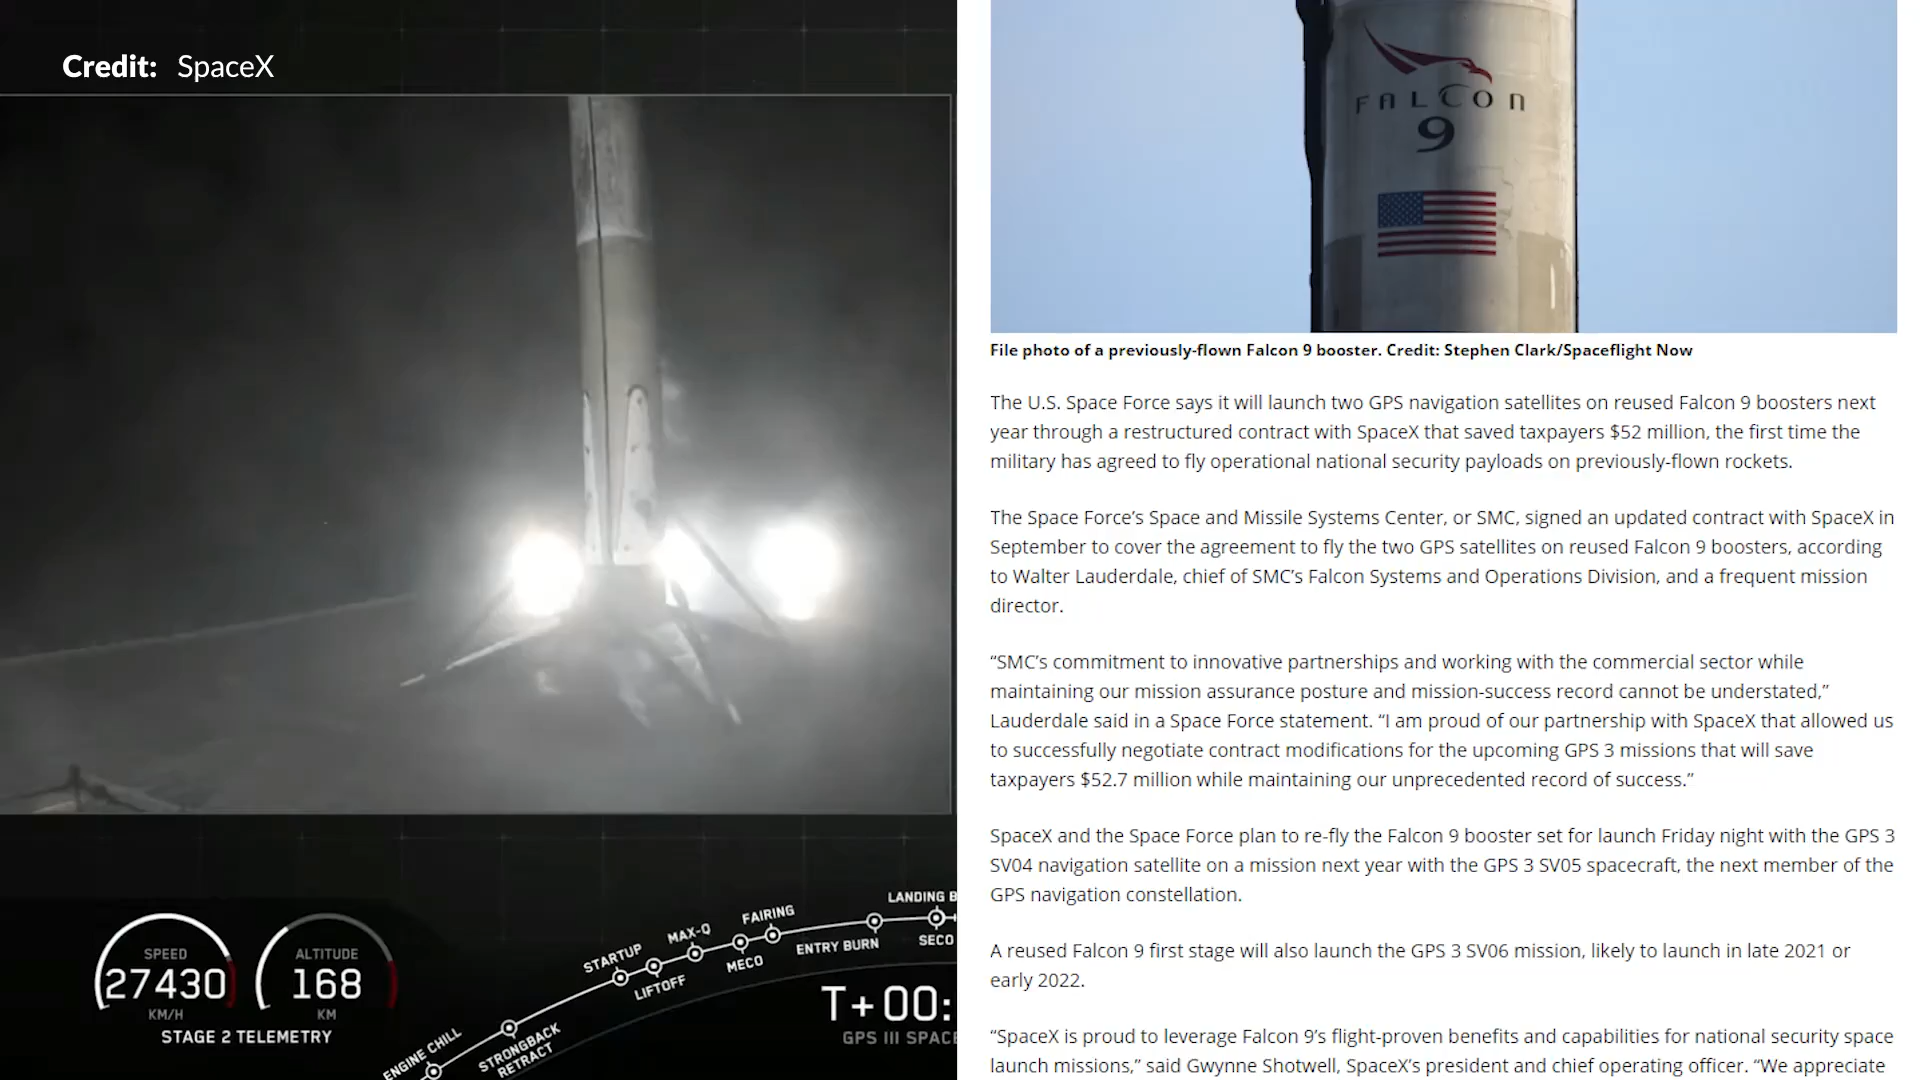 Credit: SpaceX
SPEED
27430
KM/H
ALTITUDE
168
KM
STAGE 2 TELEMETRY
ENGINE CHILL
STRONGBACK
RETRACT
STARTUP
LIFTOFF
MAX-Q
MECO
FAIRING
ENTRY BURN
LANDING B
SECO
T+00:
GPS III SPACE
FALCON
9
File photo of a previously-flown Falcon 9 booster. Credit: Stephen Clark/Spaceflight Now
The U.S. Space Force says it will launch two GPS navigation satellites on reused Falcon 9 boosters next
year through a restructured contract with SpaceX that saved taxpayers $52 million, the first time the
military has agreed to fly operational national security payloads on previously-flown rockets.
The Space Force’s Space and Missile Systems Center, or SMC, signed an updated contract with SpaceX in
September to cover the agreement to fly the two GPS satellites on reused Falcon 9 boosters, according
to Walter Lauderdale, chief of SMC’s Falcon Systems and Operations Division, and a frequent mission
director.
“SMC’s commitment to innovative partnerships and working with the commercial sector while
maintaining our mission assurance posture and mission-success record cannot be understated,”
Lauderdale said in a Space Force statement. “I am proud of our partnership with SpaceX that allowed us
to successfully negotiate contract modifications for the upcoming GPS 3 missions that will save
taxpayers $52.7 million while maintaining our unprecedented record of success.”
SpaceX and the Space Force plan to re-fly the Falcon 9 booster set for launch Friday night with the GPS 3
SV04 navigation satellite on a mission next year with the GPS 3 SV05 spacecraft, the next member of the
GPS navigation constellation.
A reused Falcon 9 first stage will also launch the GPS 3 SV06 mission, likely to launch in late 2021 or
early 2022.
“SpaceX is proud to leverage Falcon 9’s flight-proven benefits and capabilities for national security space
launch missions,” said Gwynne Shotwell, SpaceX’s president and chief operating officer. “We appreciate